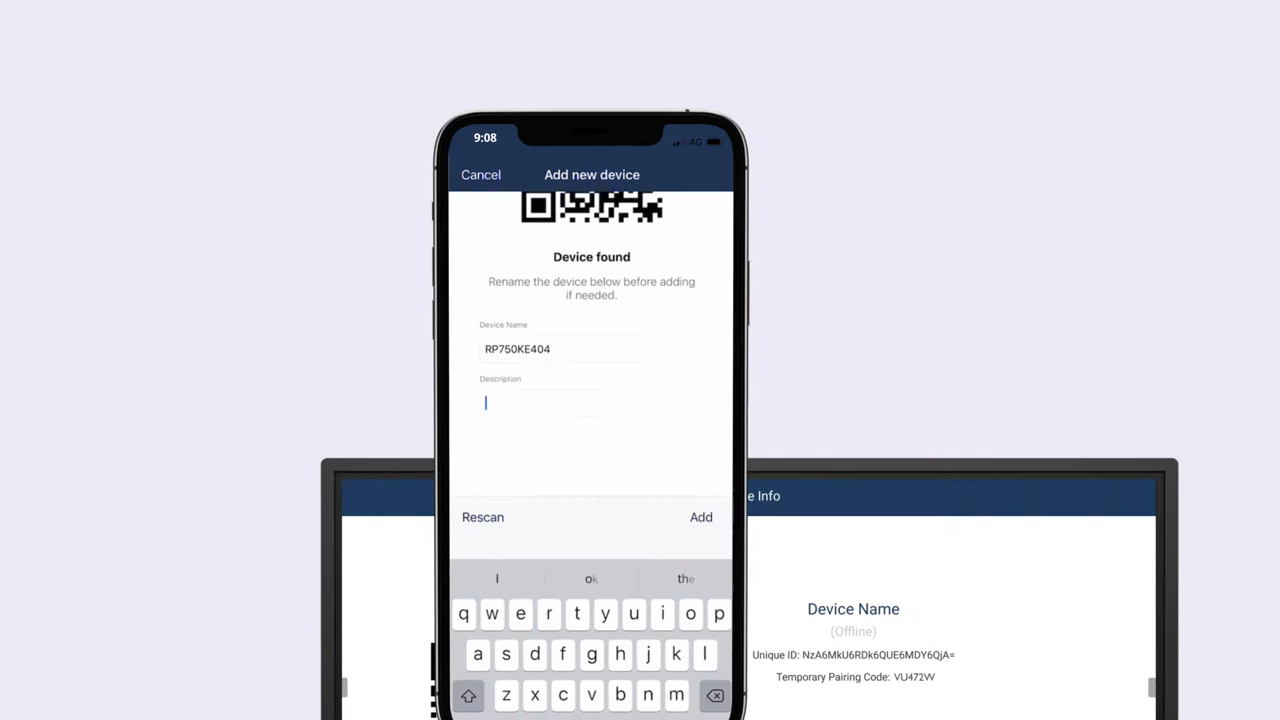 9:08
4G
Cancel
Add new device
Device found
Rename the device below before adding
if needed.
Device Name
RP750KE404
Description
Rescan
Add
I
ok
the
q w e r t y u i o p
a s d f g h j k l
z x c v b n m
e Info
Device Name
(Offline)
Unique ID: NzA6MkU6RDk6QUE6MDY6QjA=
Temporary Pairing Code: VU472W